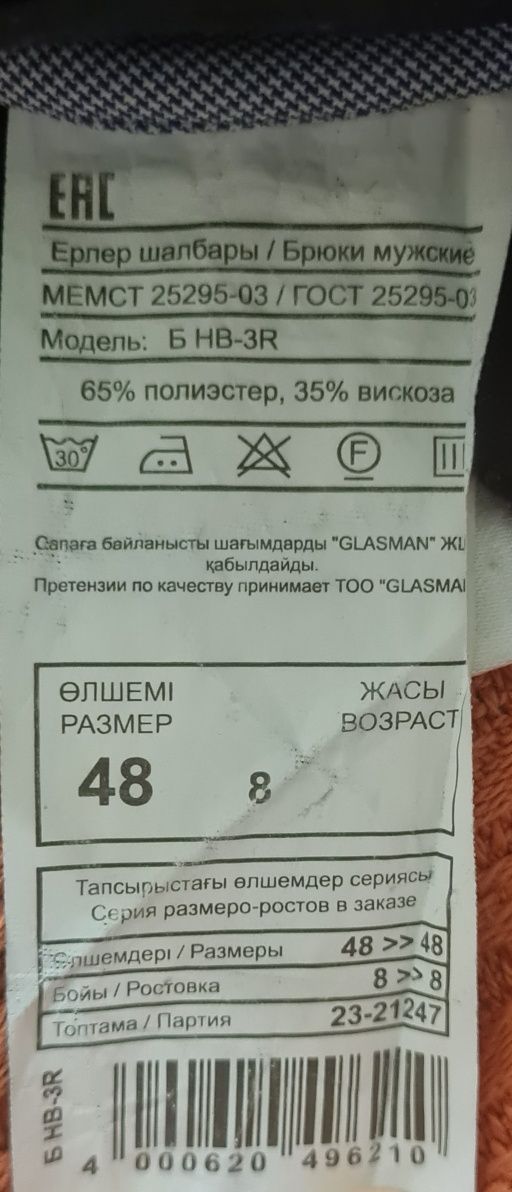 EAC
Ерлер шалбары / Брюки мужские
МЕМСТ 25295-03 / ГОСТ 25295-03
Модель: Б НВ-3R
65% полиэстер, 35% вискоза
30° F
Сапаға байланысты шағымдарды "GLASMAN"
қабылдайды.
Претензии по качеству принимает ТОО
ӨЛШЕМІ ЖАСЫ
РАЗМЕР ВОЗРАСТ
48 8
Тапсырыстағы өлшемдер сериясы
Серия размеро-ростов в заказе
Өлшемдері / Размеры 48 >> 48
Бойы / Ростовка 8 >> 8
Топтама / Партия 23-21247
Б НВ-3R
4 000620 496210